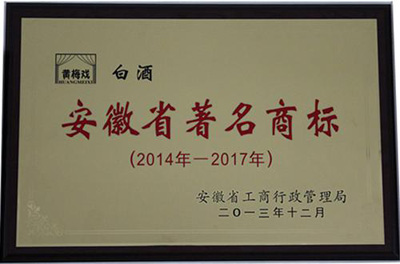 黄梅戏
HUANGMEIXI
白酒
安徽省著名商标
(2014年－2017年)
安徽省工商行政管理局
二〇一三年十二月